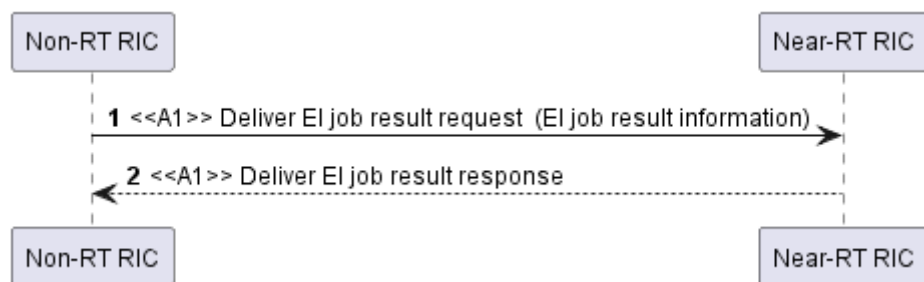 Non-RT RIC
Near-RT RIC
1 <<A1>> Deliver EI job result request (EI job result information)
2 <<A1>> Deliver EI job result response
Non-RT RIC
Near-RT RIC